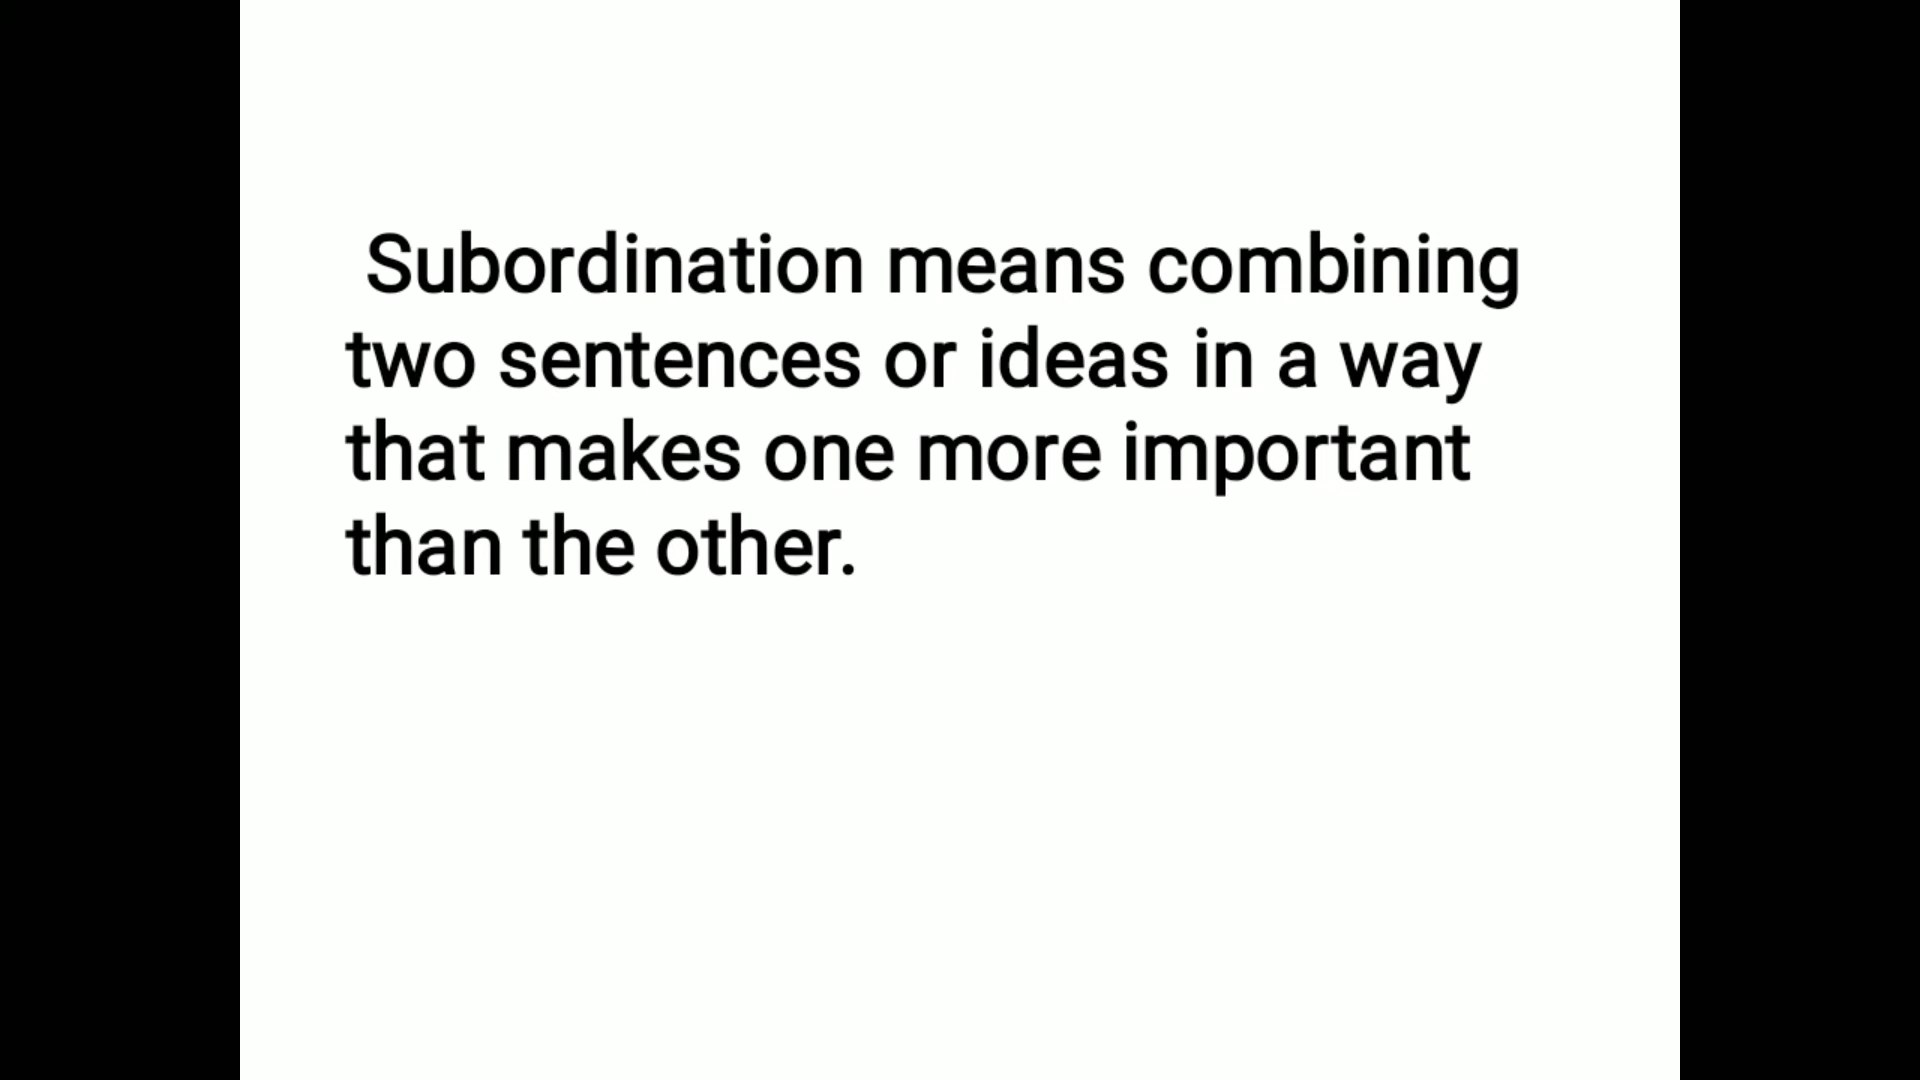 Subordination means combining
two sentences or ideas in a way
that makes one more important
than the other.